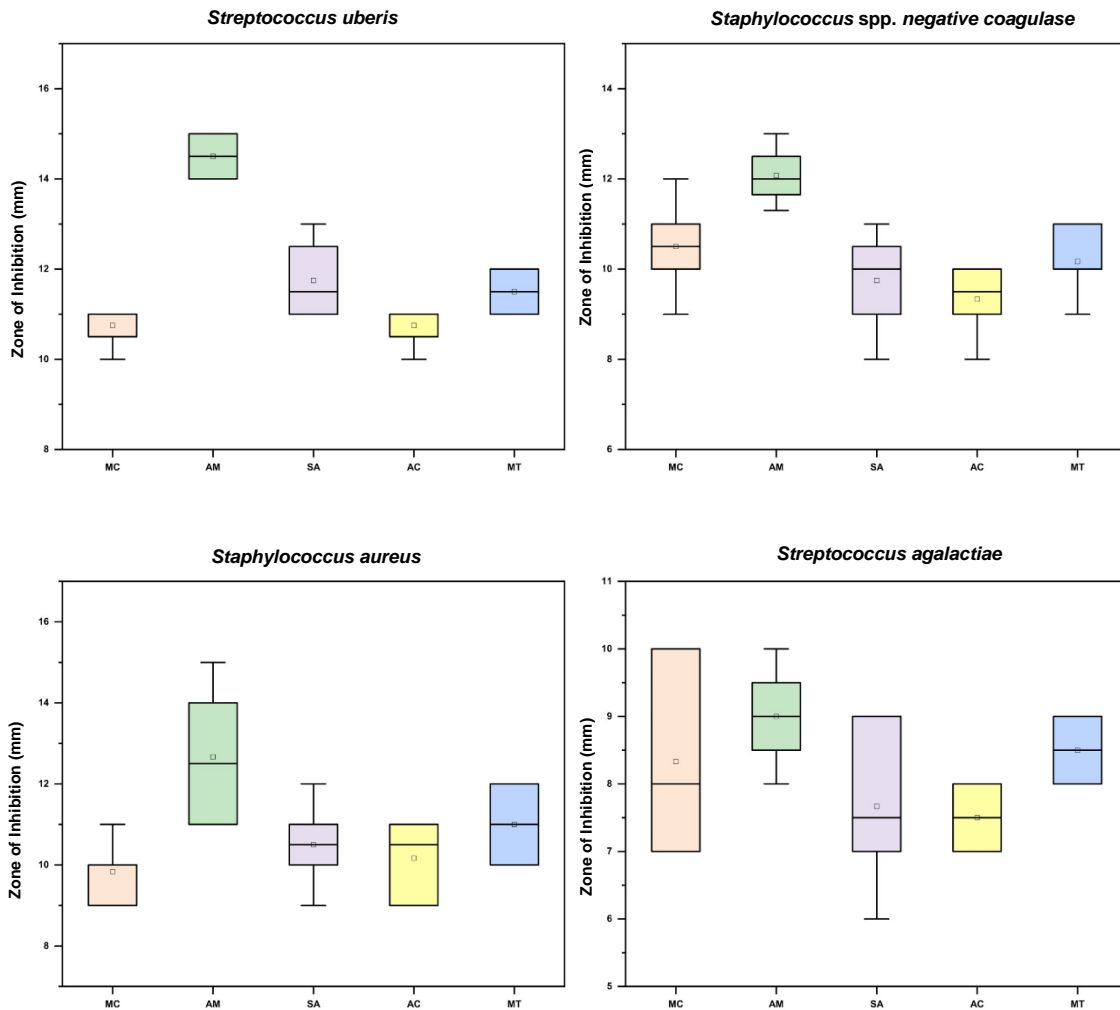 Streptococcus uberis
Zone of Inhibition (mm)
16
14
12
10
8
MC AM SA AC MT
Staphylococcus spp. negative coagulase
Zone of Inhibition (mm)
14
12
10
8
6
MC AM SA AC MT
Staphylococcus aureus
Zone of Inhibition (mm)
16
14
12
10
8
MC AM SA AC MT
Streptococcus agalactiae
Zone of Inhibition (mm)
11
10
9
8
7
6
5
MC AM SA AC MT